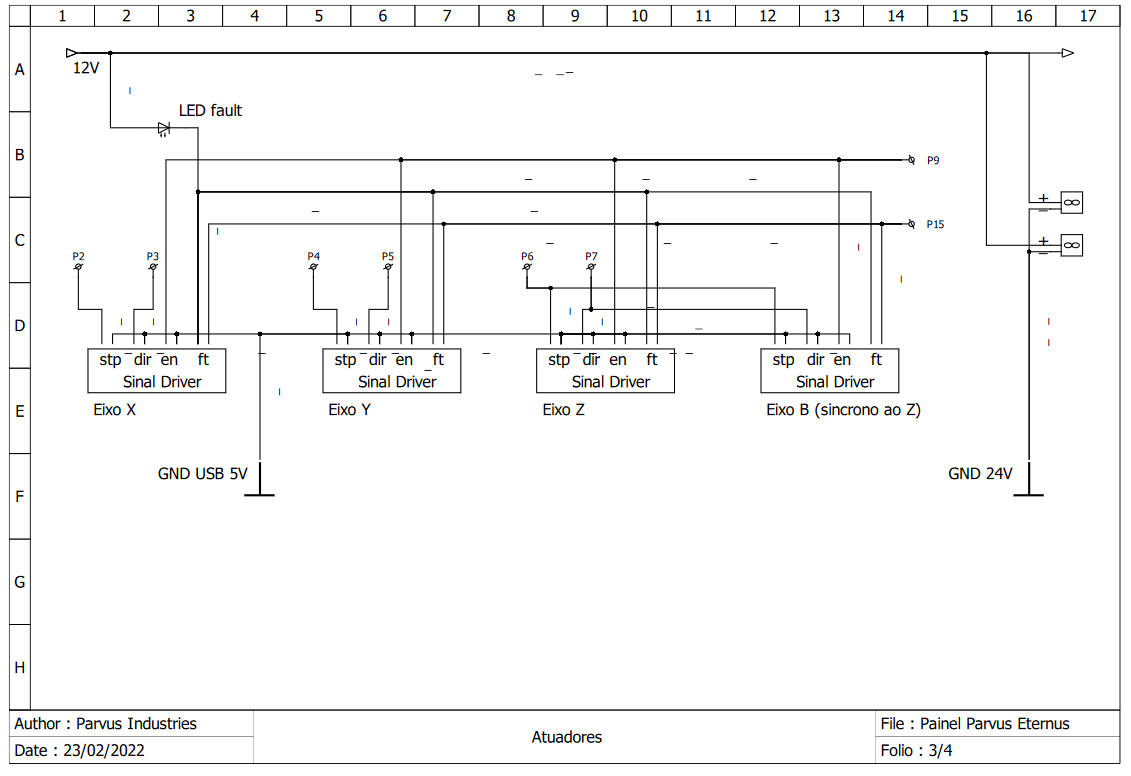 1 2 3 4 5 6 7 8 9 10 11 12 13 14 15 16 17
A
12V
LED fault
B
P9
+
C
P15
P2 P3 P4 P5 P6 P7
+
D
stp dir en ft stp dir en ft stp dir en ft stp dir en ft
Sinal Driver Sinal Driver Sinal Driver Sinal Driver
E
Eixo X Eixo Y Eixo Z Eixo B (sincrono ao Z)
GND USB 5V GND 24V
F
G
H
Author : Parvus Industries
Date : 23/02/2022
Atuadores
File : Painel Parvus Eternus
Folio : 3/4